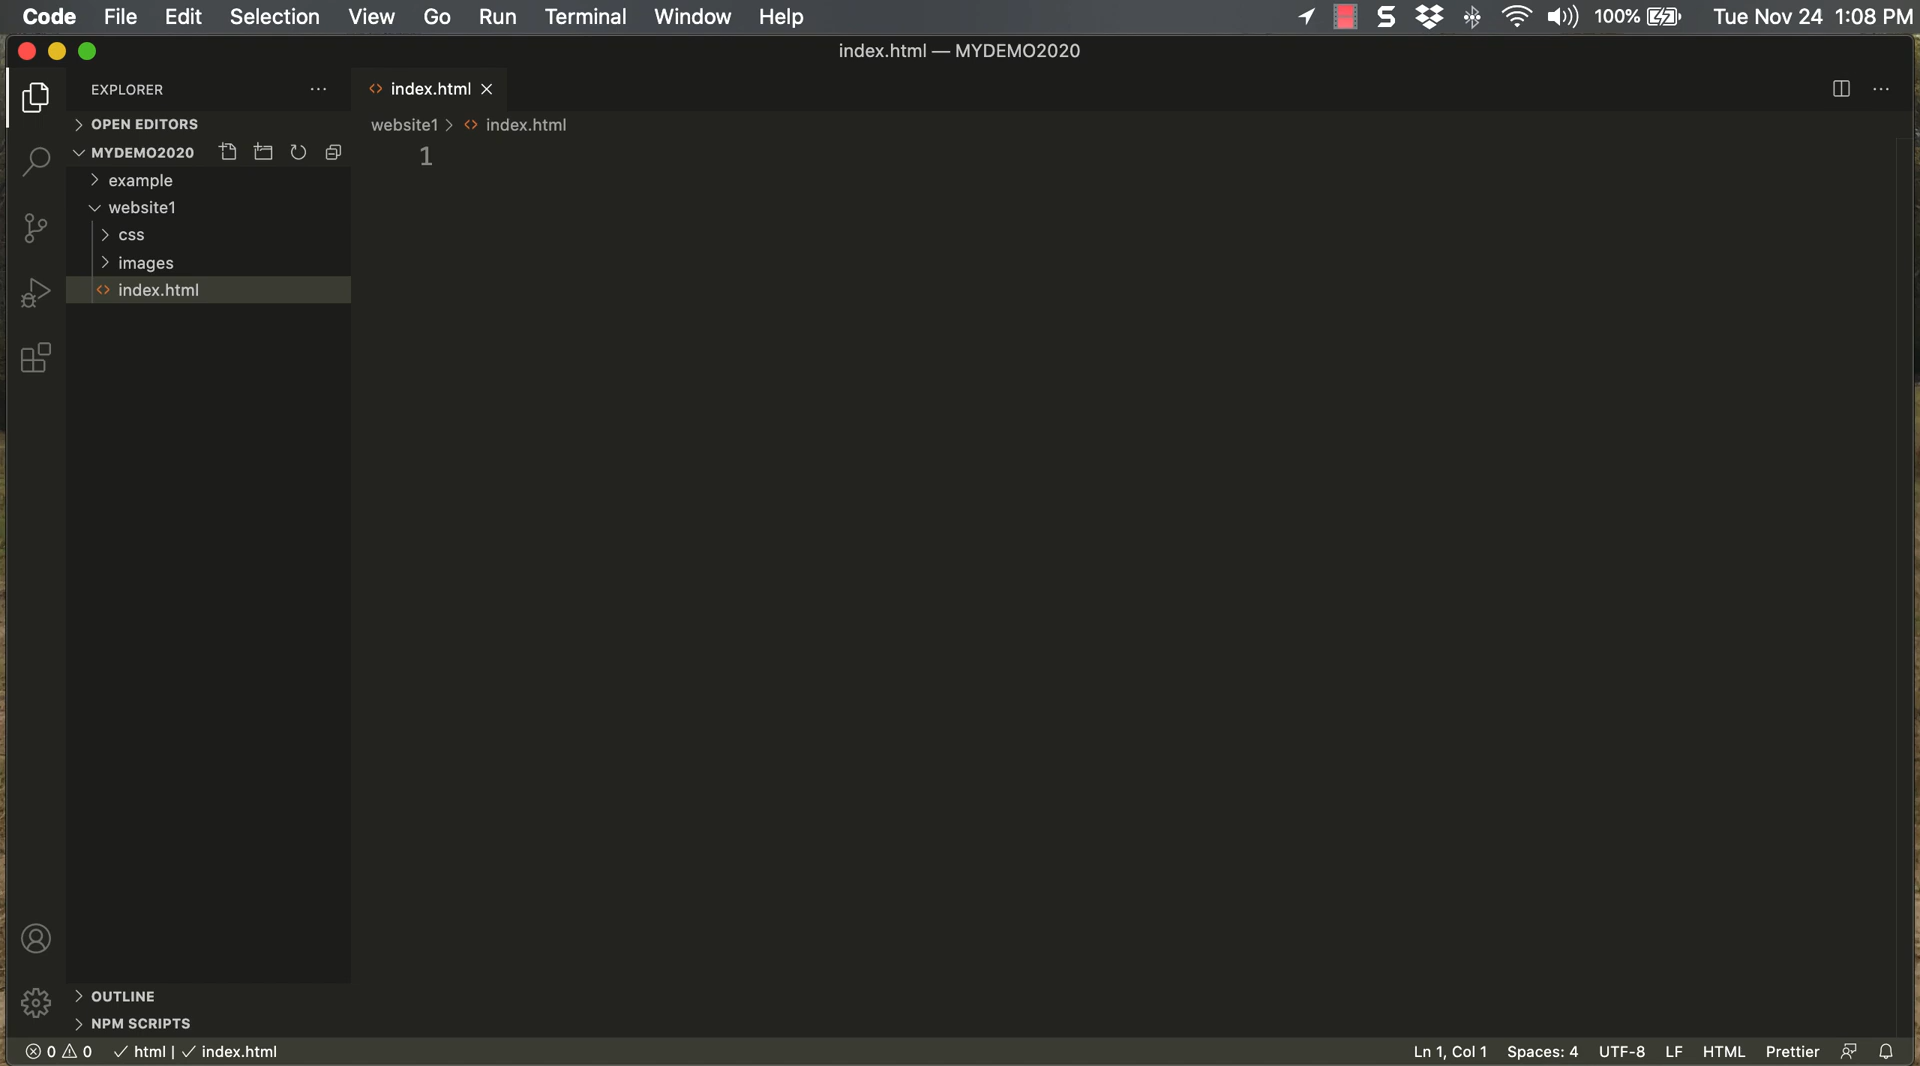 Code File Edit Selection View Go Run Terminal Window Help 100% Tue Nov 24 1:08 PM
index.html — MYDEMO2020
EXPLORER
index.html
OPEN EDITORS
website1 > index.html
MYDEMO2020
1
example
website1
css
images
index.html
OUTLINE
NPM SCRIPTS
0 0 html | index.html Ln 1, Col 1 Spaces: 4 UTF-8 LF HTML Prettier